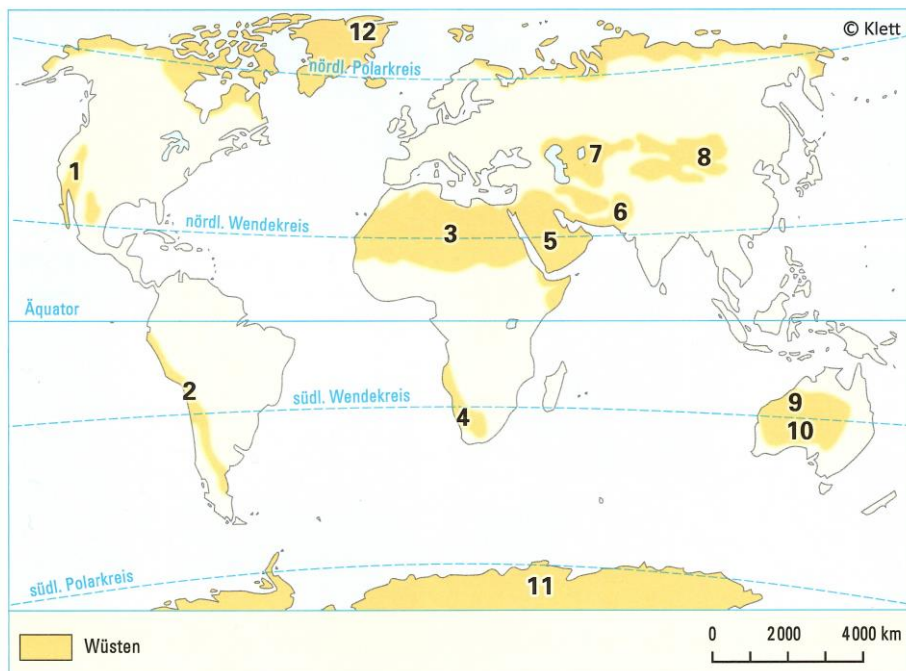 12
© Klett
nördl. Polarkreis
1
7
8
nördl. Wendekreis
3
5
6
Äquator
2
südl. Wendekreis
4
9
10
südl. Polarkreis
11
Wüsten
0 2000 4000 km